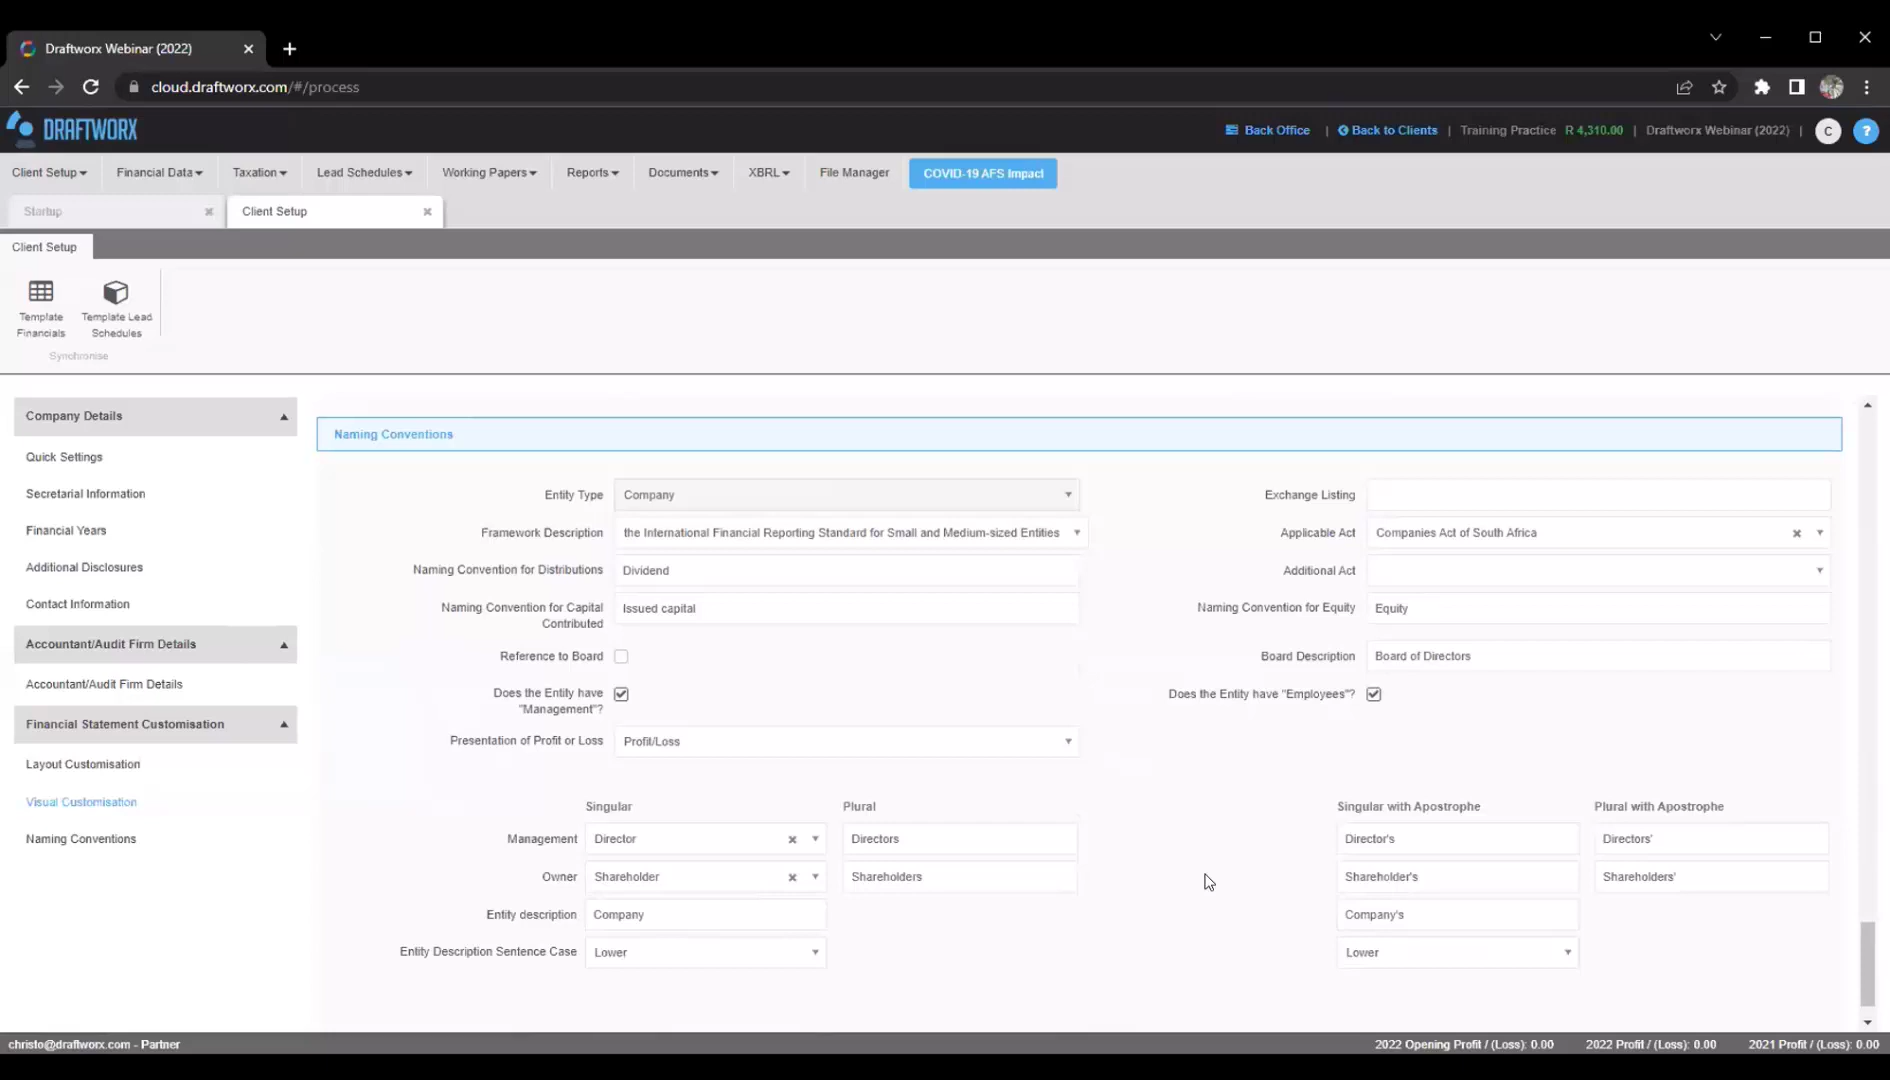 Draftworx Webinar (2022)
cloud.draftworx.com/#/process
DRAFTWORX
Back Office | Back to Clients | Training Practice R 4,310.00 | Draftworx Webinar (2022) | C ?
Client Setup Financial Data Taxation Lead Schedules Working Papers Reports Documents XBRL File Manager COVID-19 AFS Impact
Startup Client Setup
Client Setup
Template Financials
Template Lead Schedules
Synchronise
Company Details
Quick Settings
Secretarial Information
Financial Years
Additional Disclosures
Contact Information
Accountant/Audit Firm Details
Accountant/Audit Firm Details
Financial Statement Customisation
Layout Customisation
Visual Customisation
Naming Conventions
Naming Conventions
Entity Type Company Exchange Listing
Framework Description the International Financial Reporting Standard for Small and Medium-sized Entities Applicable Act Companies Act of South Africa
Naming Convention for Distributions Dividend Additional Act
Naming Convention for Capital Contributed Issued capital Naming Convention for Equity Equity
Reference to Board Board Description Board of Directors
Does the Entity have "Management"? Does the Entity have "Employees"?
Presentation of Profit or Loss Profit/Loss
Singular Plural Singular with Apostrophe Plural with Apostrophe
Management Director Directors Director's Directors'
Owner Shareholder Shareholders Shareholder's Shareholders'
Entity description Company Company's
Entity Description Sentence Case Lower Lower
christo@draftworx.com - Partner 2022 Opening Profit / (Loss): 0.00 2022 Profit / (Loss): 0.00 2021 Profit / (Loss): 0.00